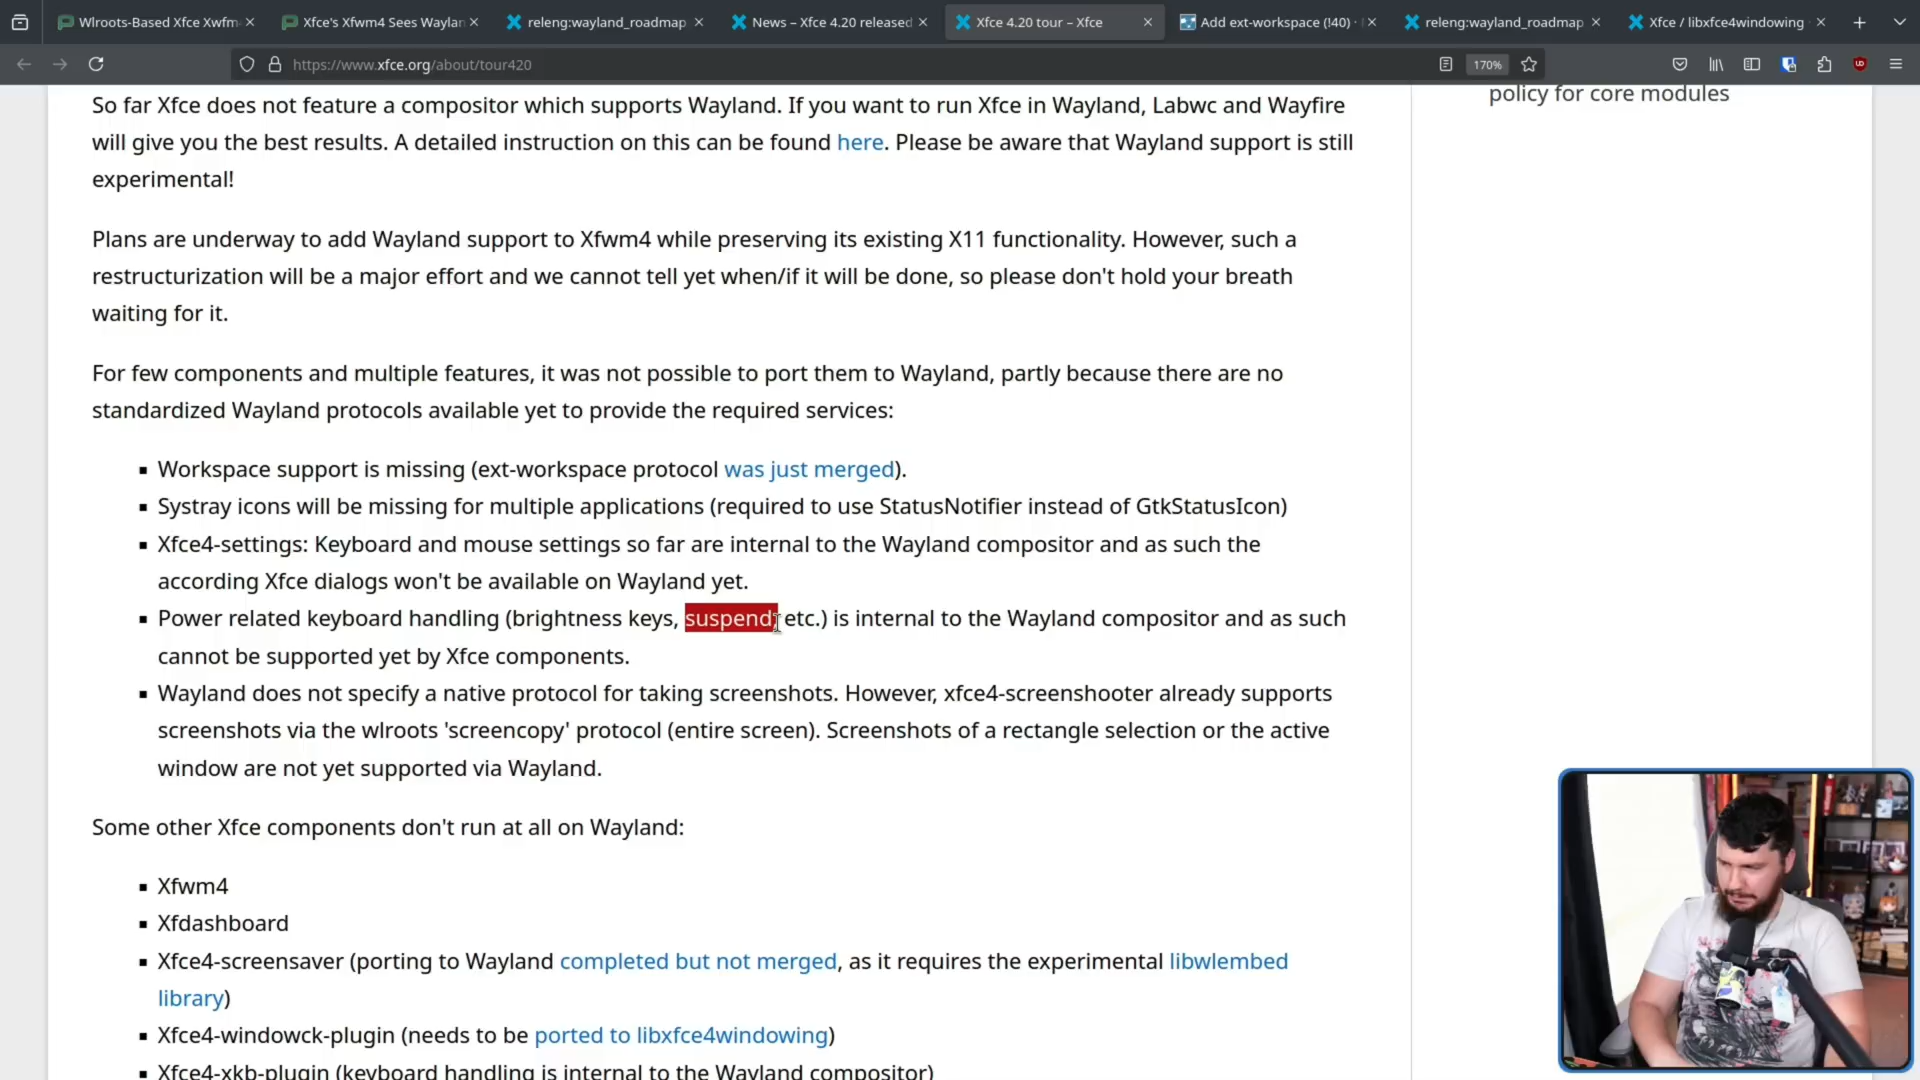 Wlroots-Based Xfce Xwfm
Xfce's Xfwm4 Sees Waylan
releng:wayland_roadmap
News – Xfce 4.20 released
Xfce 4.20 tour – Xfce
Add ext-workspace (!40) ·
releng:wayland_roadmap
Xfce / libxfce4windowing ·
https://www.xfce.org/about/tour420
170%
policy for core modules
So far Xfce does not feature a compositor which supports Wayland. If you want to run Xfce in Wayland, Labwc and Wayfire
will give you the best results. A detailed instruction on this can be found here. Please be aware that Wayland support is still
experimental!
Plans are underway to add Wayland support to Xfwm4 while preserving its existing X11 functionality. However, such a
restructurization will be a major effort and we cannot tell yet when/if it will be done, so please don't hold your breath
waiting for it.
For few components and multiple features, it was not possible to port them to Wayland, partly because there are no
standardized Wayland protocols available yet to provide the required services:
▪ Workspace support is missing (ext-workspace protocol was just merged).
▪ Systray icons will be missing for multiple applications (required to use StatusNotifier instead of GtkStatusIcon)
▪ Xfce4-settings: Keyboard and mouse settings so far are internal to the Wayland compositor and as such the
according Xfce dialogs won't be available on Wayland yet.
▪ Power related keyboard handling (brightness keys, suspend, etc.) is internal to the Wayland compositor and as such
cannot be supported yet by Xfce components.
▪ Wayland does not specify a native protocol for taking screenshots. However, xfce4-screenshooter already supports
screenshots via the wlroots 'screencopy' protocol (entire screen). Screenshots of a rectangle selection or the active
window are not yet supported via Wayland.
Some other Xfce components don't run at all on Wayland:
▪ Xfwm4
▪ Xfdashboard
▪ Xfce4-screensaver (porting to Wayland completed but not merged, as it requires the experimental libwlembed
library)
▪ Xfce4-windowck-plugin (needs to be ported to libxfce4windowing)
▪ Xfce4-xkb-plugin (keyboard handling is internal to the Wayland compositor)